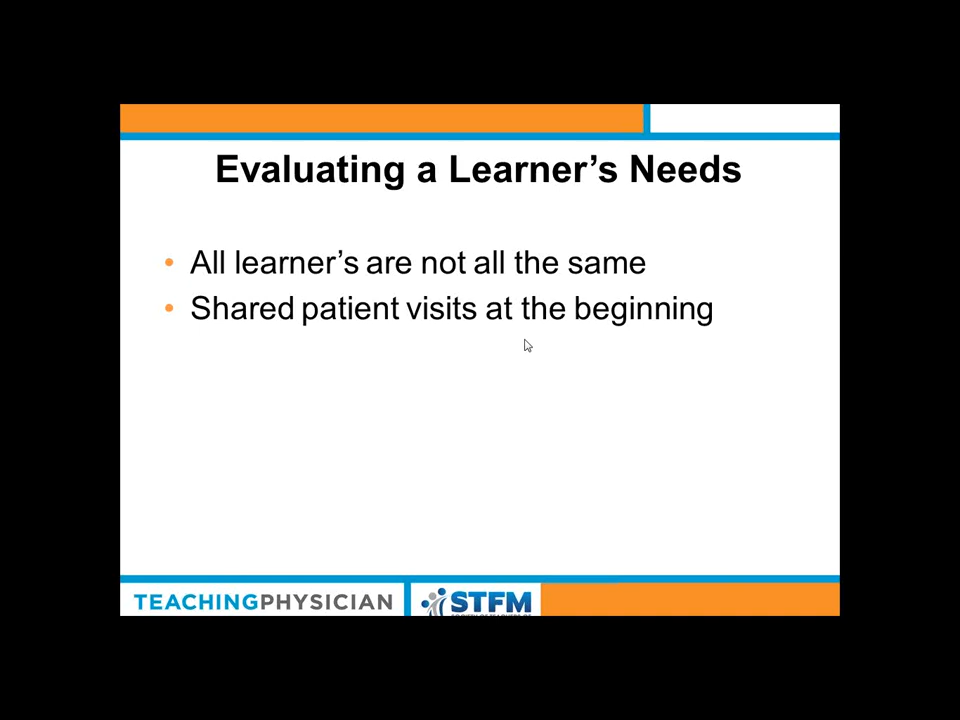 Evaluating a Learner’s Needs
• All learner’s are not all the same
• Shared patient visits at the beginning
TEACHINGPHYSICIAN
STFM